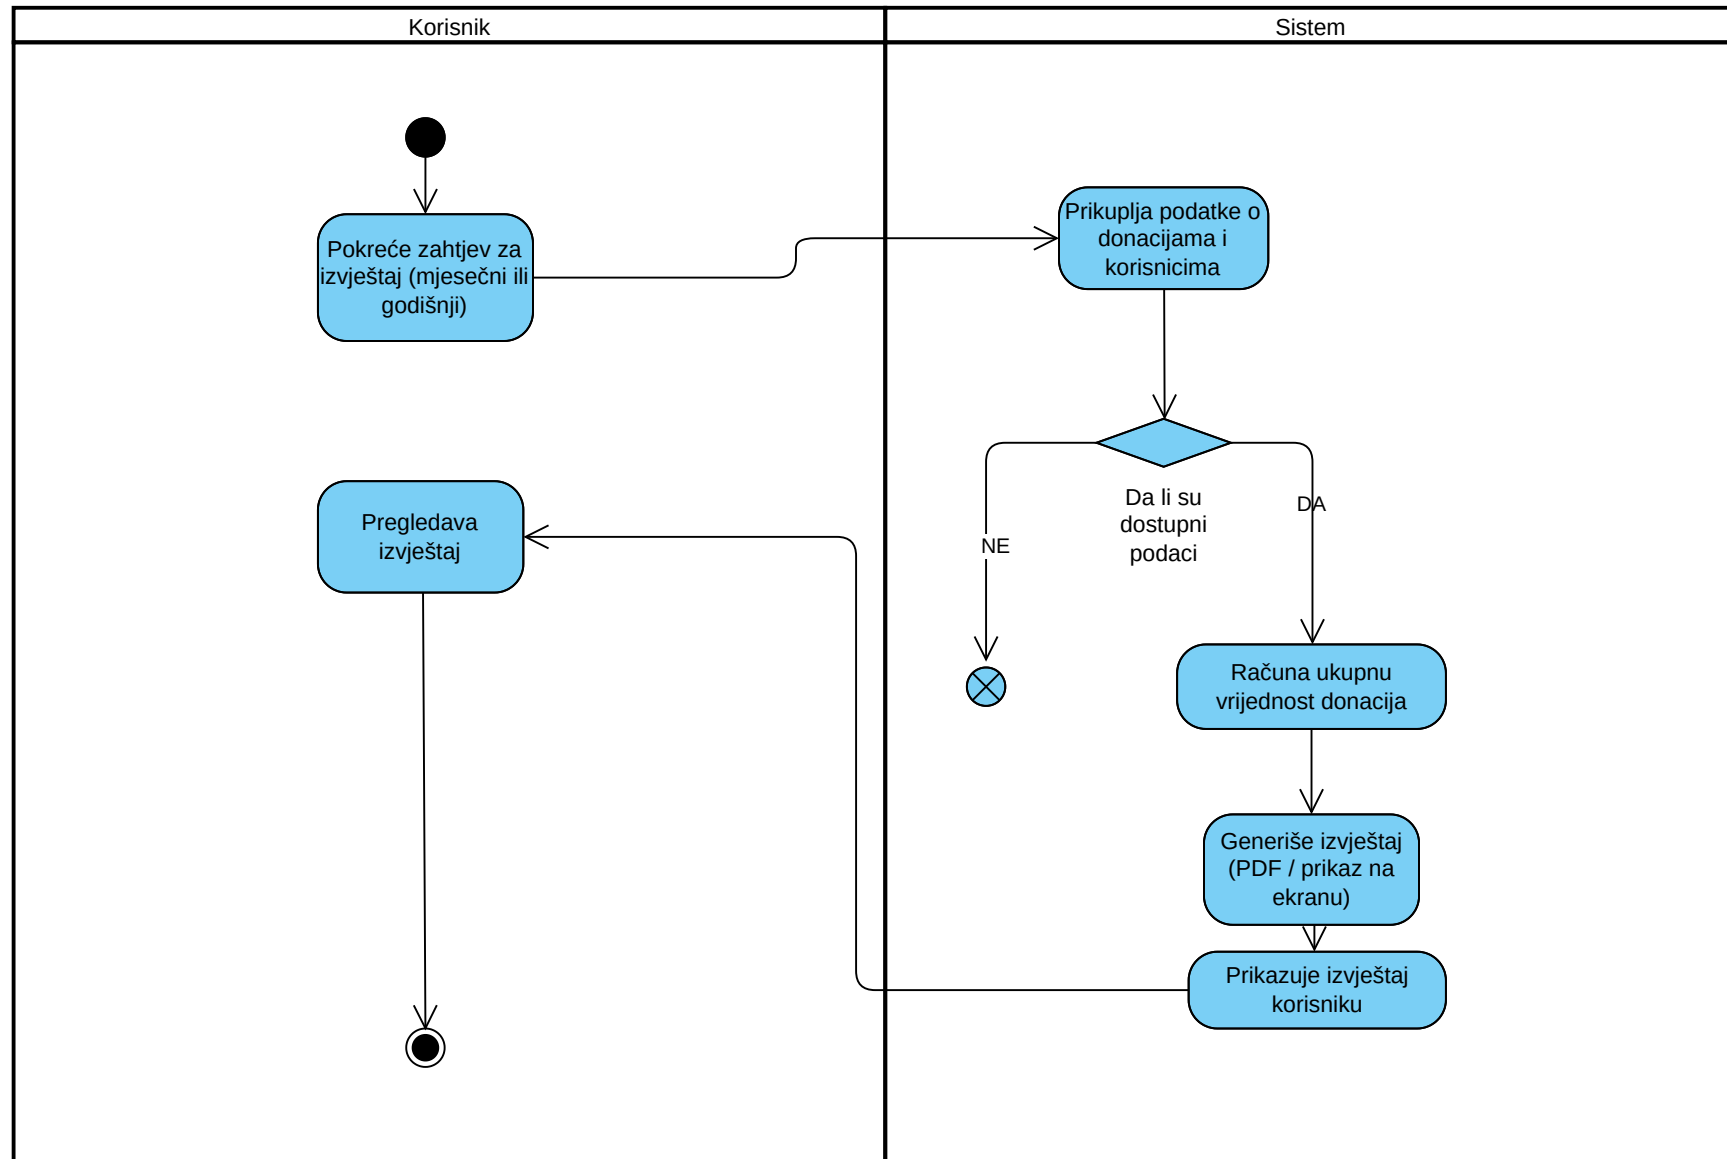 Korisnik
Sistem
Pokreće zahtjev za
izvještaj (mjesečni ili
godišnji)
Prikuplja podatke o
donacijama i
korisnicima
Da li su
dostupni
podaci
DA
NE
Pregledava
izvještaj
Računa ukupnu
vrijednost donacija
Generiše izvještaj
(PDF / prikaz na
ekranu)
Prikazuje izvještaj
korisniku